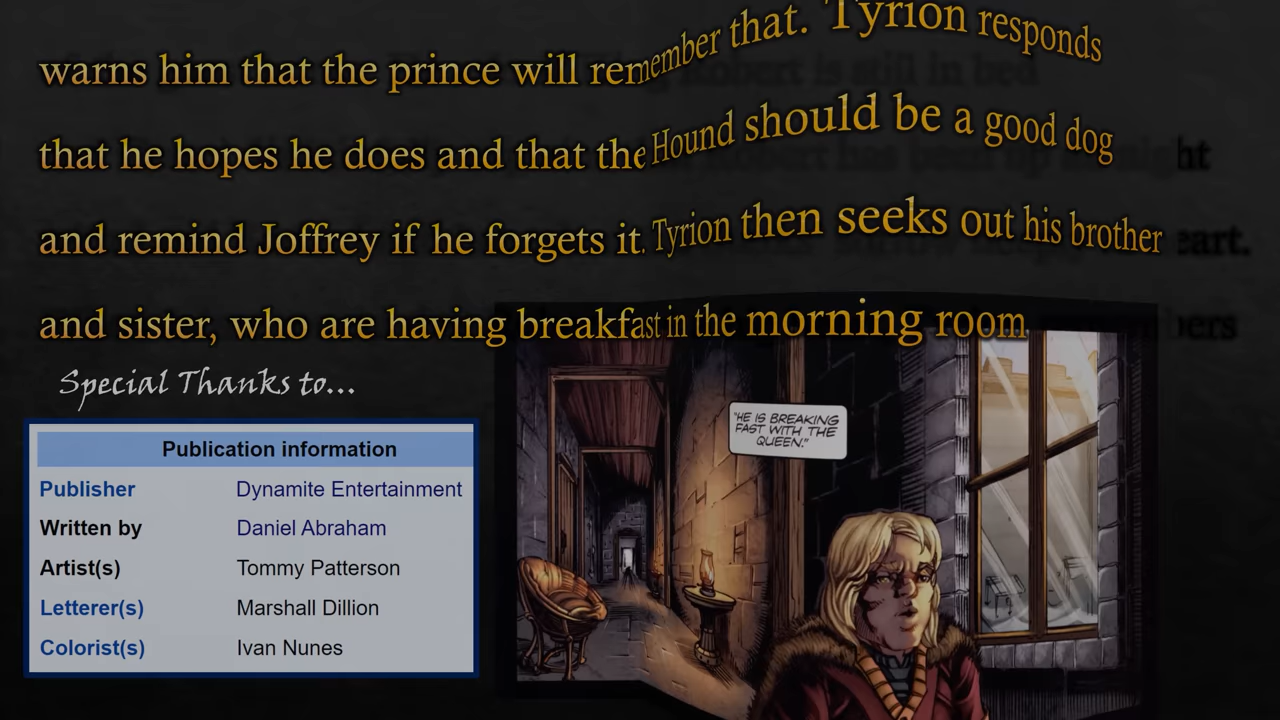 warns him that the prince will remember that. Tyrion responds
that he hopes he does and that the Hound should be a good dog
and remind Joffrey if he forgets it. Tyrion then seeks out his brother
and sister, who are having breakfast in the morning room
Special Thanks to...
Publication information
Publisher Dynamite Entertainment
Written by Daniel Abraham
Artist(s) Tommy Patterson
Letterer(s) Marshall Dillion
Colorist(s) Ivan Nunes
"HE IS BREAKING
FAST WITH THE
QUEEN."